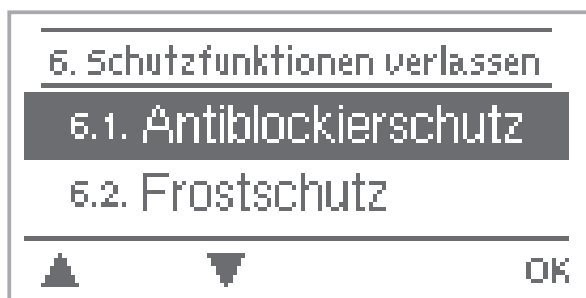 6. Schutzfunktionen verlassen
6.1. Antiblockierschutz
6.2. Frostschutz
OK